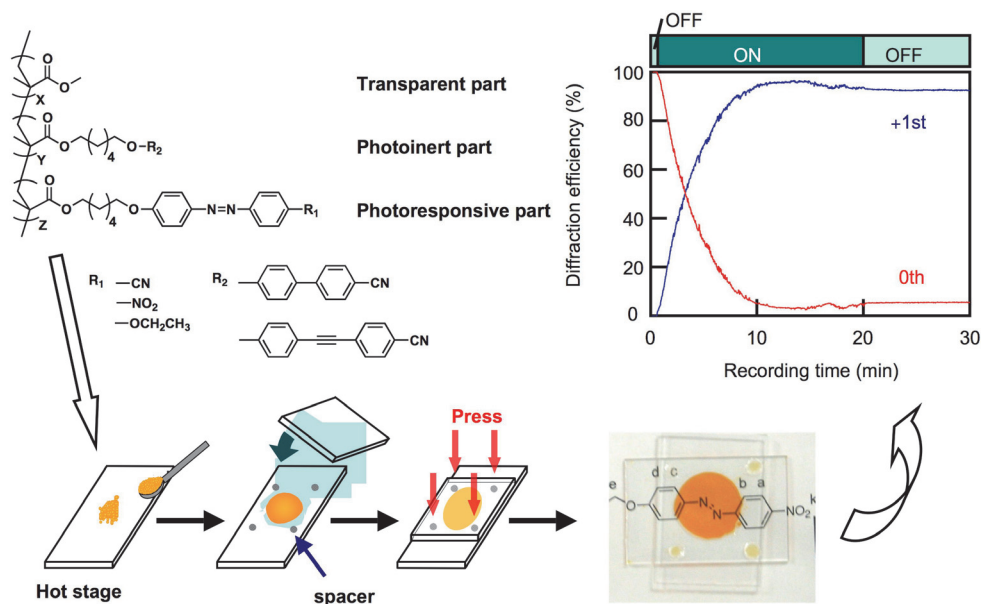 OFF
ON OFF
Diffraction efficiency (%)
100
80
60
40
20
0
+1st
0th
0 10 20 30
Recording time (min)
O
O
X
Transparent part
O
O
4
O–R2
Y
Photoinert part
O
O
4
O
N=N
R1
Z
Photoresponsive part
R1 —CN
—NO2
—OCH2CH3
R2
CN
CN
Hot stage
spacer
Press
e
d c
b a
k
O
N
N
NO2